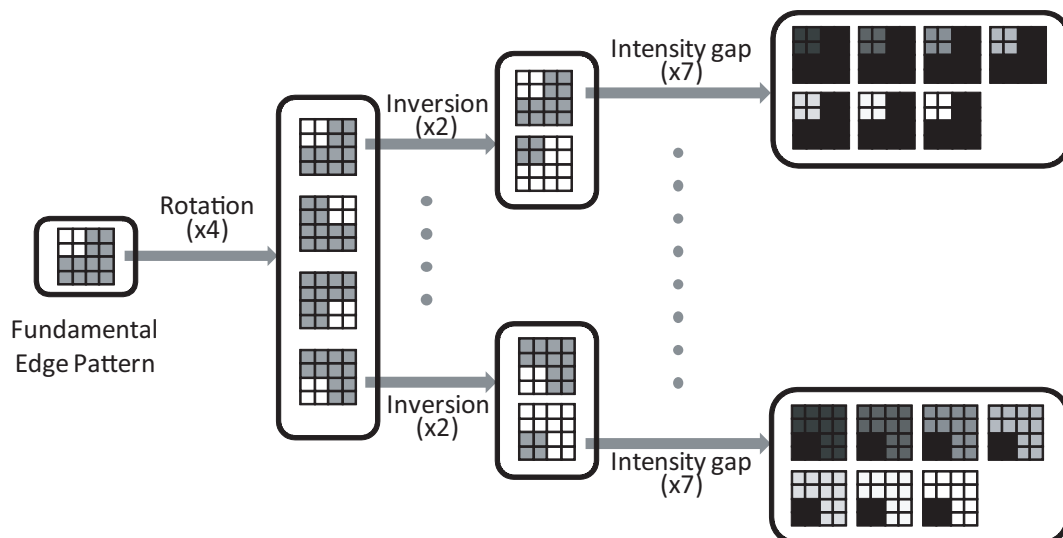 Intensity gap
(x7)
Inversion
(x2)
Rotation
(x4)
Fundamental
Edge Pattern
Inversion
(x2)
Intensity gap
(x7)